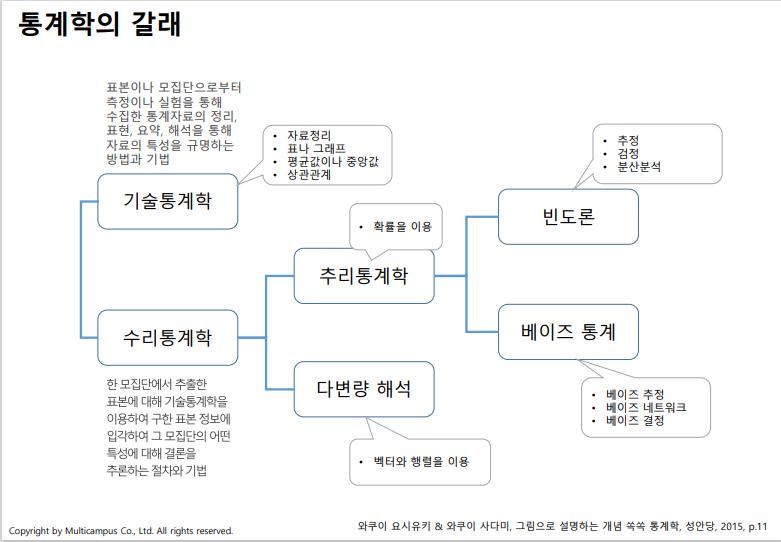 통계학의 갈래
표본이나 모집단으로부터
측정이나 실험을 통해
수집한 통계자료의 정리,
표현, 요약, 해석을 통해
자료의 특성을 규명하는
방법과 기법
• 자료정리
• 표나 그래프
• 평균값이나 중앙값
• 상관관계
기술통계학
• 확률을 이용
추리통계학
• 추정
• 검정
• 분산분석
빈도론
수리통계학
베이즈 통계
다변량 해석
한 모집단에서 추출한
표본에 대해 기술통계학을
이용하여 구한 표본 정보에
입각하여 그 모집단의 어떤
특성에 대해 결론을
추론하는 절차와 기법
• 베이즈 추정
• 베이즈 네트워크
• 베이즈 결정
• 벡터와 행렬을 이용
와쿠이 요시유키 & 와쿠이 사다미, 그림으로 설명하는 개념 쏙쏙 통계학, 성안당, 2015, p.11
Copyright by Multicampus Co., Ltd. All rights reserved.